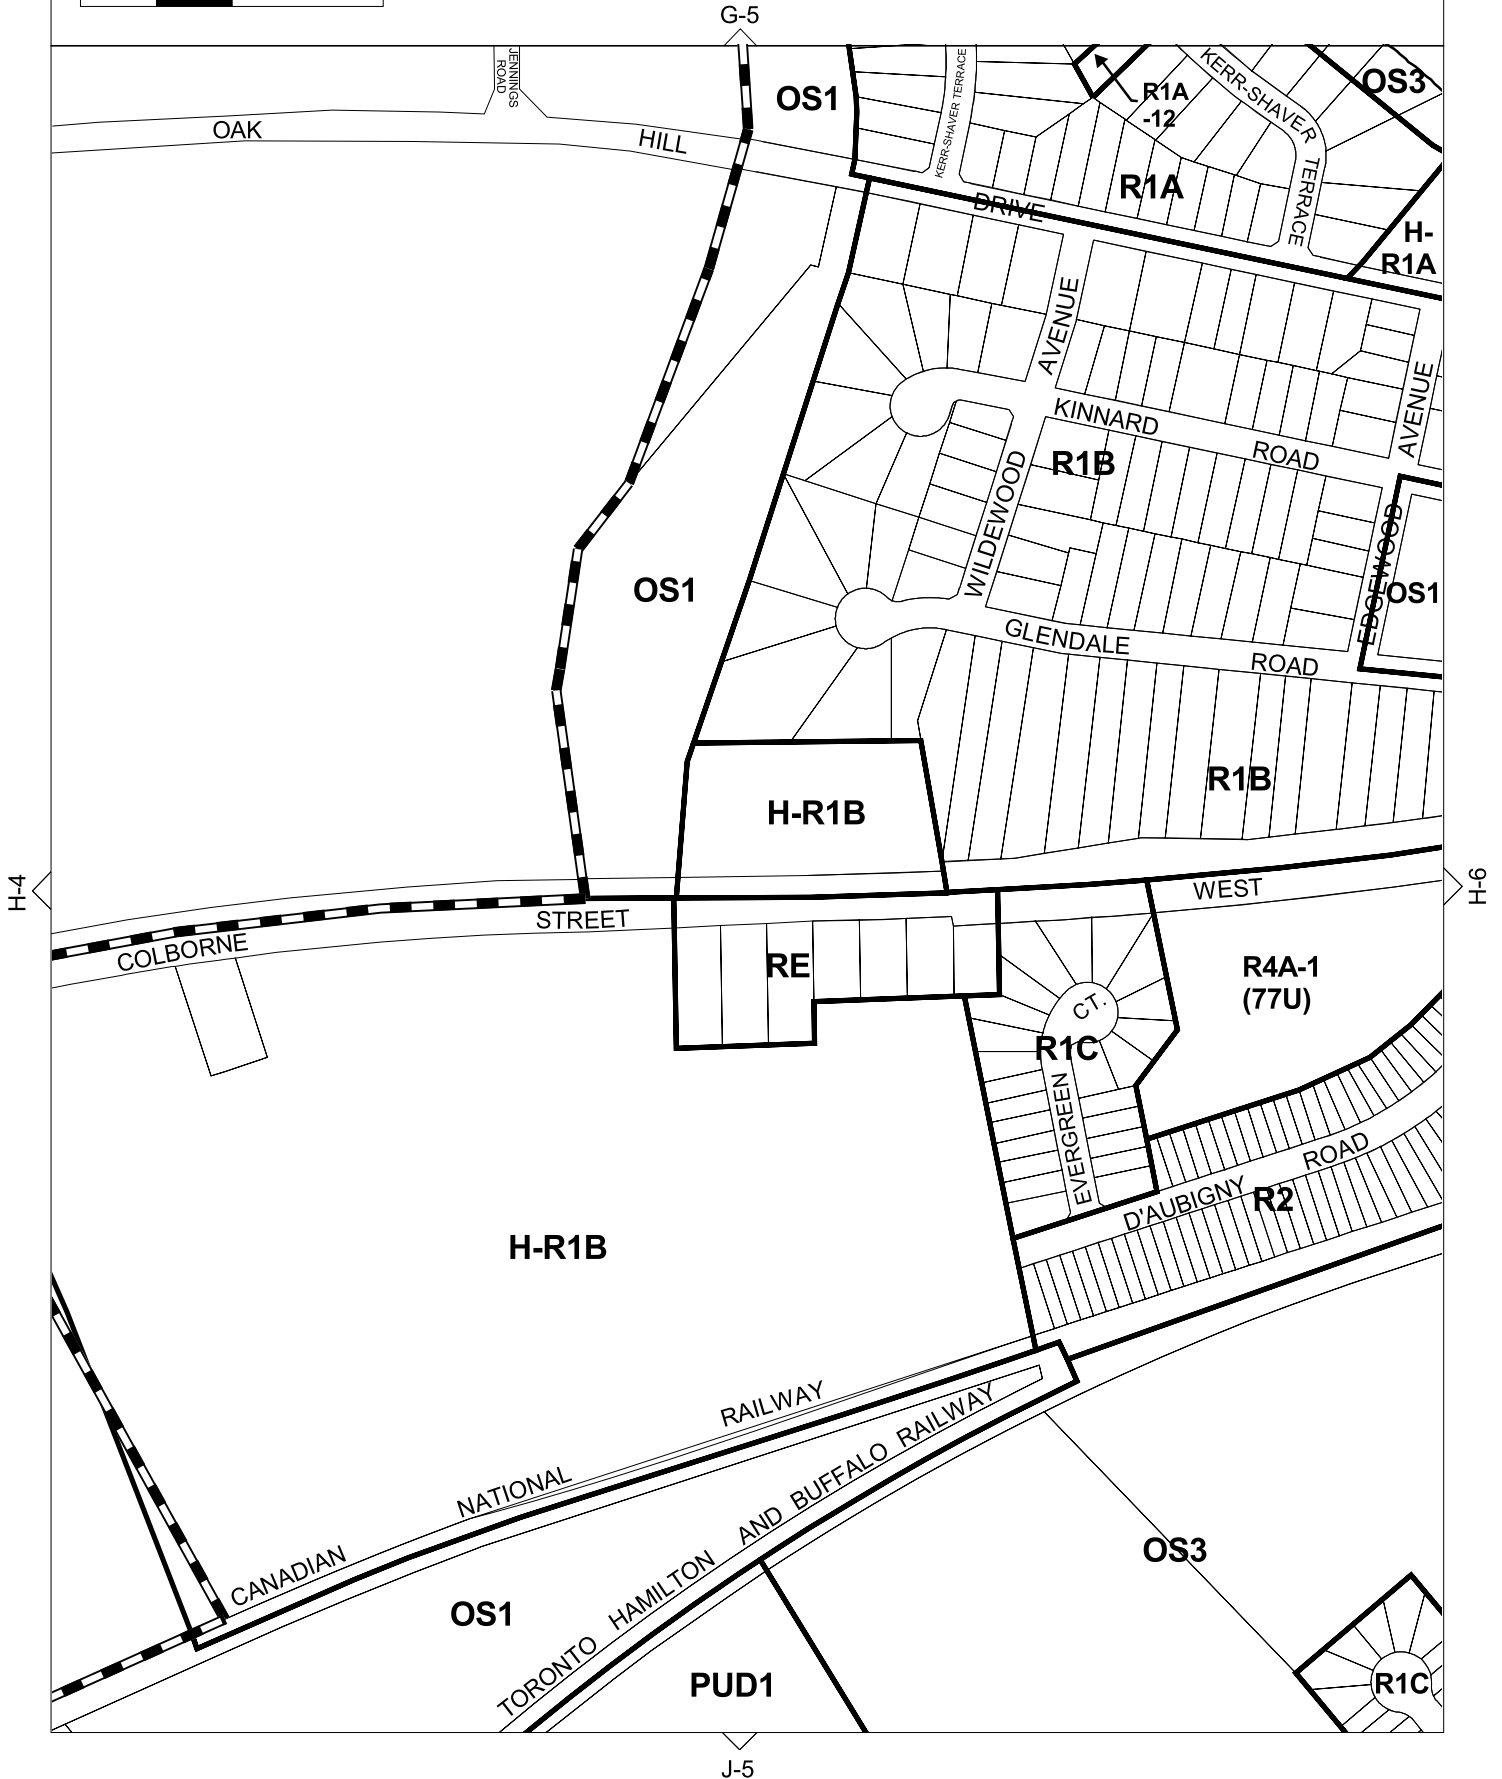 G-5
JENNINGS
ROAD
OAK
HILL
DRIVE
OS1
KERR-SHAVER TERRACE
R1A
-12
KERR-SHAVER
TERRACE
OS3
R1A
H-
R1A
AVENUE
AVENUE
KINNARD
ROAD
R1B
WILDEWOOD
EDGEWOOD
OS1
OS1
GLENDALE
ROAD
R1B
H-R1B
H-4
H-6
COLBORNE
STREET
WEST
RE
R4A-1
(77U)
CT.
R1C
EVERGREEN
D'AUBIGNY
ROAD
R2
H-R1B
CANADIAN
NATIONAL
RAILWAY
TORONTO
HAMILTON
AND
BUFFALO
RAILWAY
OS3
OS1
PUD1
R1C
J-5